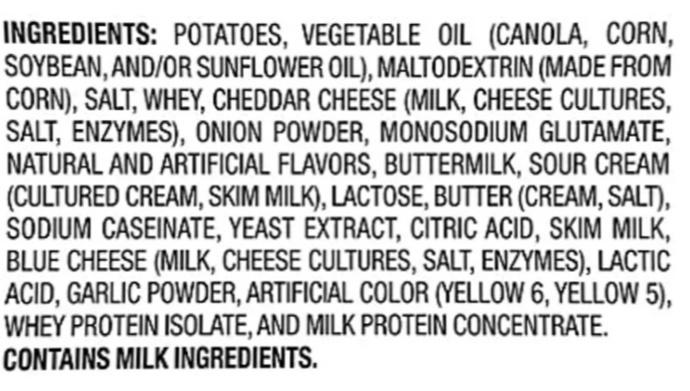 INGREDIENTS: POTATOES, VEGETABLE OIL (CANOLA, CORN,
SOYBEAN, AND/OR SUNFLOWER OIL), MALTODEXTRIN (MADE FROM
CORN), SALT, WHEY, CHEDDAR CHEESE (MILK, CHEESE CULTURES,
SALT, ENZYMES), ONION POWDER, MONOSODIUM GLUTAMATE,
NATURAL AND ARTIFICIAL FLAVORS, BUTTERMILK, SOUR CREAM
(CULTURED CREAM, SKIM MILK), LACTOSE, BUTTER (CREAM, SALT),
SODIUM CASEINATE, YEAST EXTRACT, CITRIC ACID, SKIM MILK,
BLUE CHEESE (MILK, CHEESE CULTURES, SALT, ENZYMES), LACTIC
ACID, GARLIC POWDER, ARTIFICIAL COLOR (YELLOW 6, YELLOW 5),
WHEY PROTEIN ISOLATE, AND MILK PROTEIN CONCENTRATE.
CONTAINS MILK INGREDIENTS.